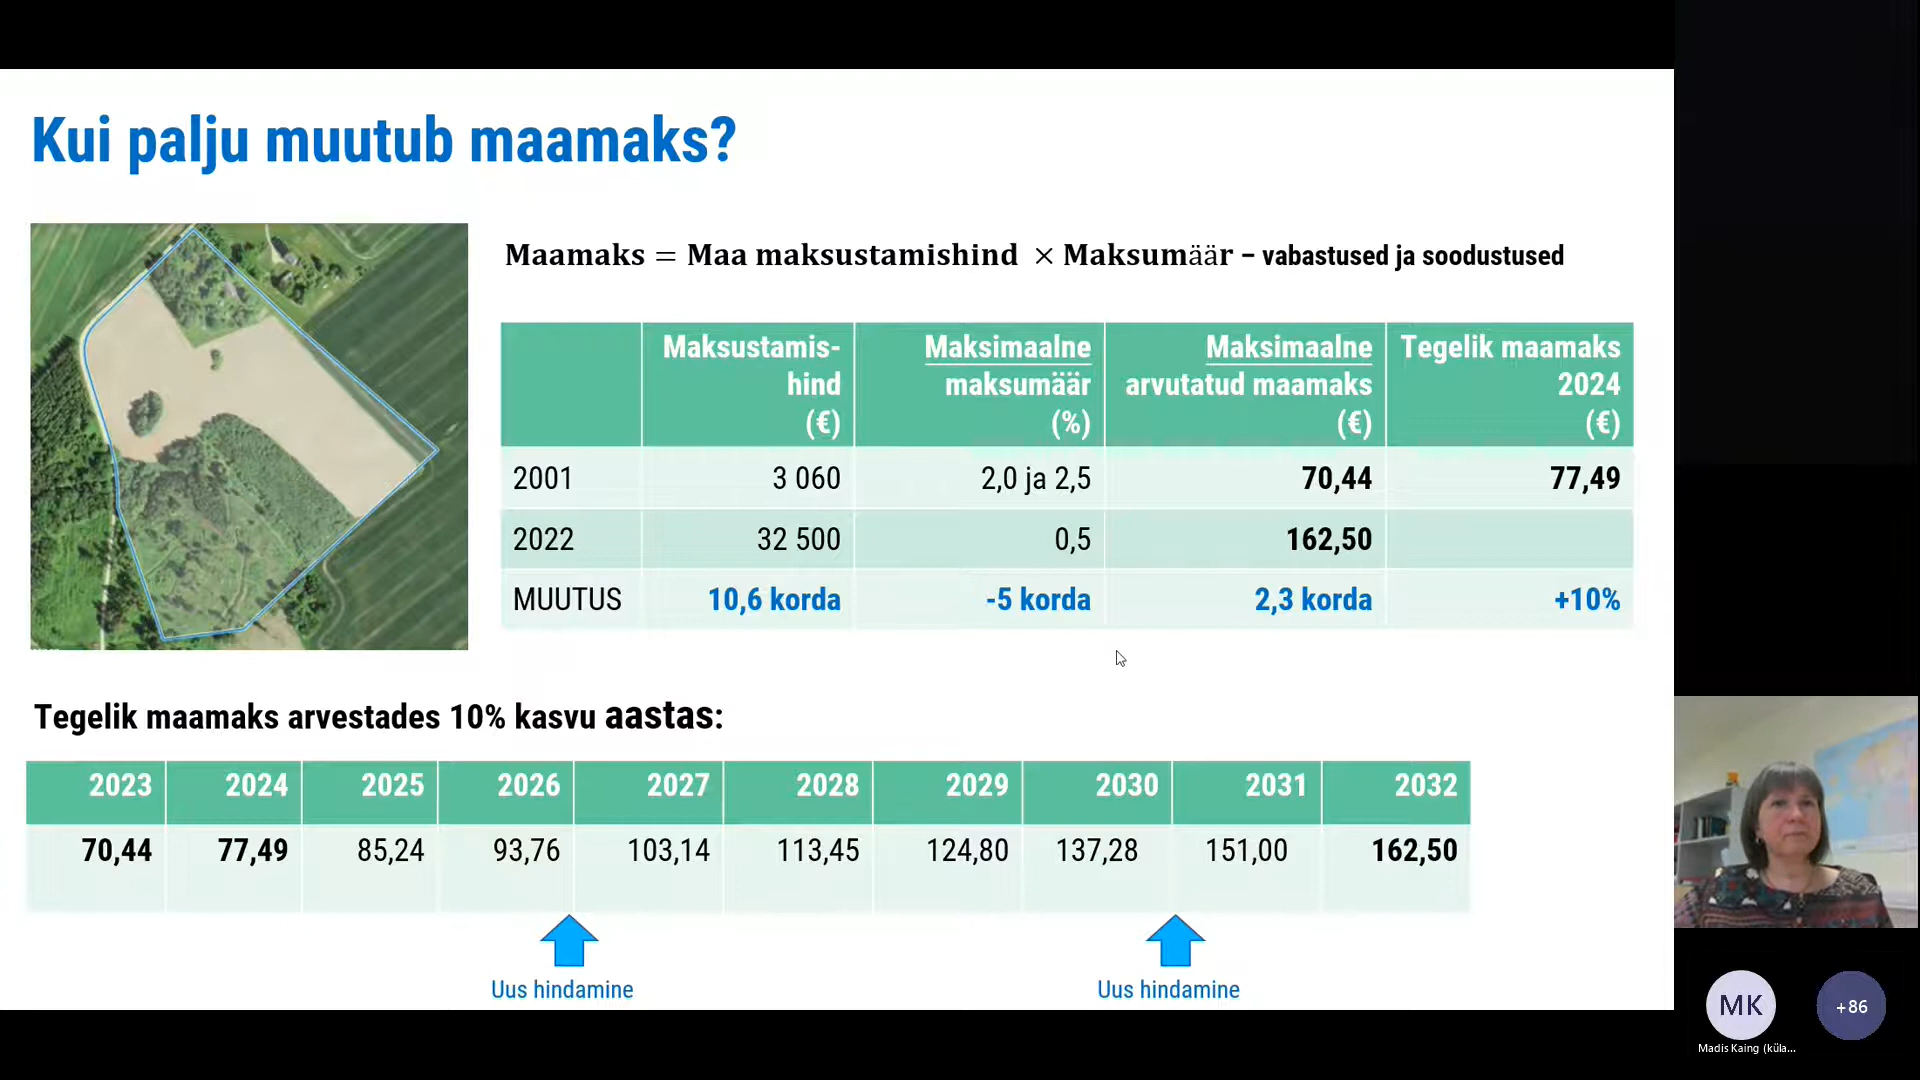 Kui palju muutub maamaks?
Maamaks = Maa maksustamishind × Maksumäär – vabastused ja soodustused
Maksustamis-
hind
(€)
Maksimaalne
maksumäär
(%)
Maksimaalne
arvutatud maamaks
(€)
Tegelik maamaks
2024
(€)
2001 3 060 2,0 ja 2,5 70,44 77,49
2022 32 500 0,5 162,50
MUUTUS 10,6 korda -5 korda 2,3 korda +10%
Tegelik maamaks arvestades 10% kasvu aastas:
2023 2024 2025 2026 2027 2028 2029 2030 2031 2032
70,44 77,49 85,24 93,76 103,14 113,45 124,80 137,28 151,00 162,50
Uus hindamine Uus hindamine
MK +86
Madis Kaing (küla...